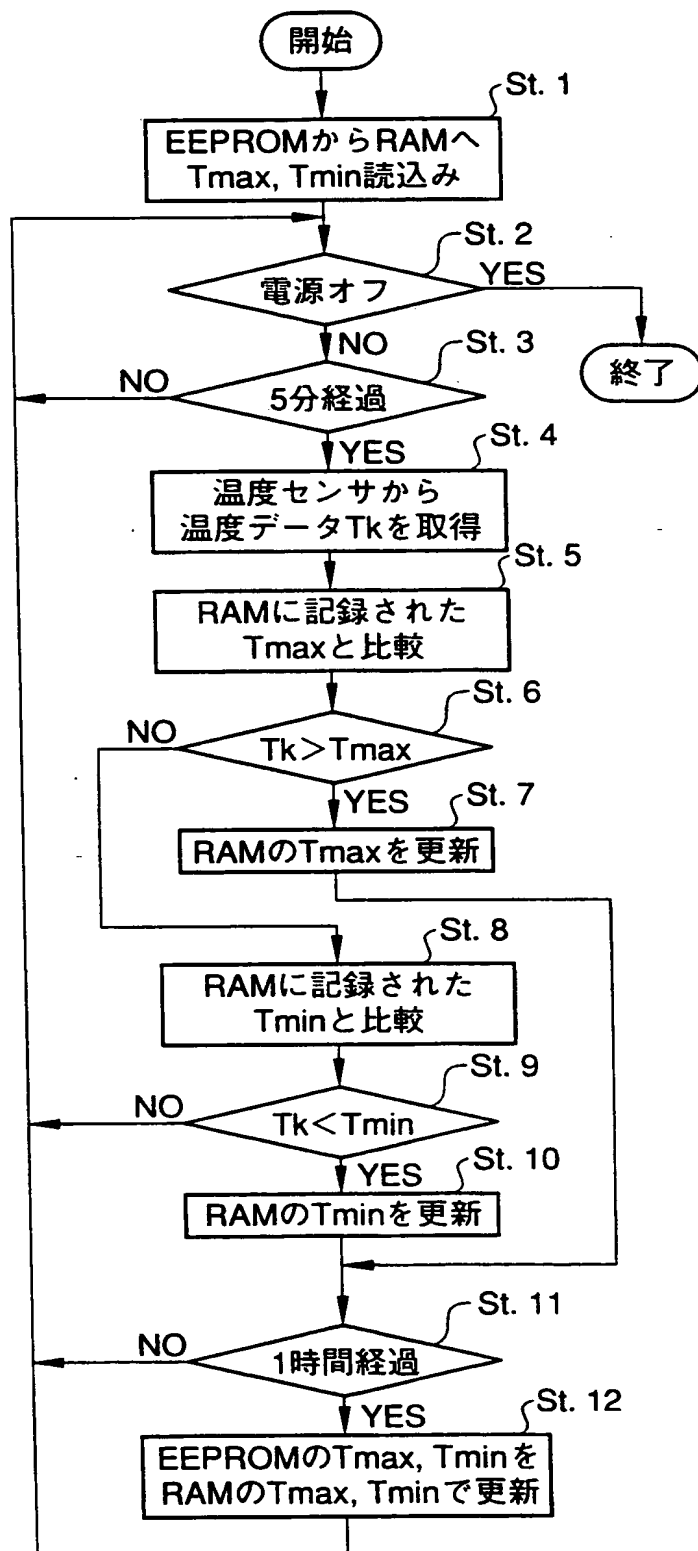 開始
St. 1
EEPROMからRAMへ
Tmax, Tmin読込み
St. 2
電源オフ
YES
NO
終了
St. 3
5分経過
NO
YES
St. 4
温度センサから
温度データTkを取得
St. 5
RAMに記録された
Tmaxと比較
St. 6
Tk>Tmax
NO
YES
St. 7
RAMのTmaxを更新
St. 8
RAMに記録された
Tminと比較
St. 9
Tk<Tmin
NO
YES
St. 10
RAMのTminを更新
St. 11
1時間経過
NO
YES
St. 12
EEPROMのTmax, Tminを
RAMのTmax, Tminで更新